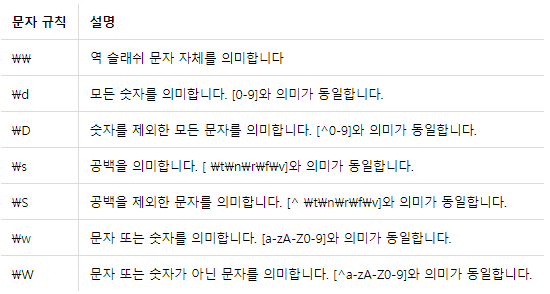 문자 규칙 설명
₩₩ 역 슬래쉬 문자 자체를 의미합니다
₩d 모든 숫자를 의미합니다. [0-9]와 의미가 동일합니다.
₩D 숫자를 제외한 모든 문자를 의미합니다. [^0-9]와 의미가 동일합니다.
₩s 공백을 의미합니다. [ ₩t₩n₩r₩f₩v]와 의미가 동일합니다.
₩S 공백을 제외한 문자를 의미합니다. [^ ₩t₩n₩r₩f₩v]와 의미가 동일합니다.
₩w 문자 또는 숫자를 의미합니다. [a-zA-Z0-9]와 의미가 동일합니다.
₩W 문자 또는 숫자가 아닌 문자를 의미합니다. [^a-zA-Z0-9]와 의미가 동일합니다.